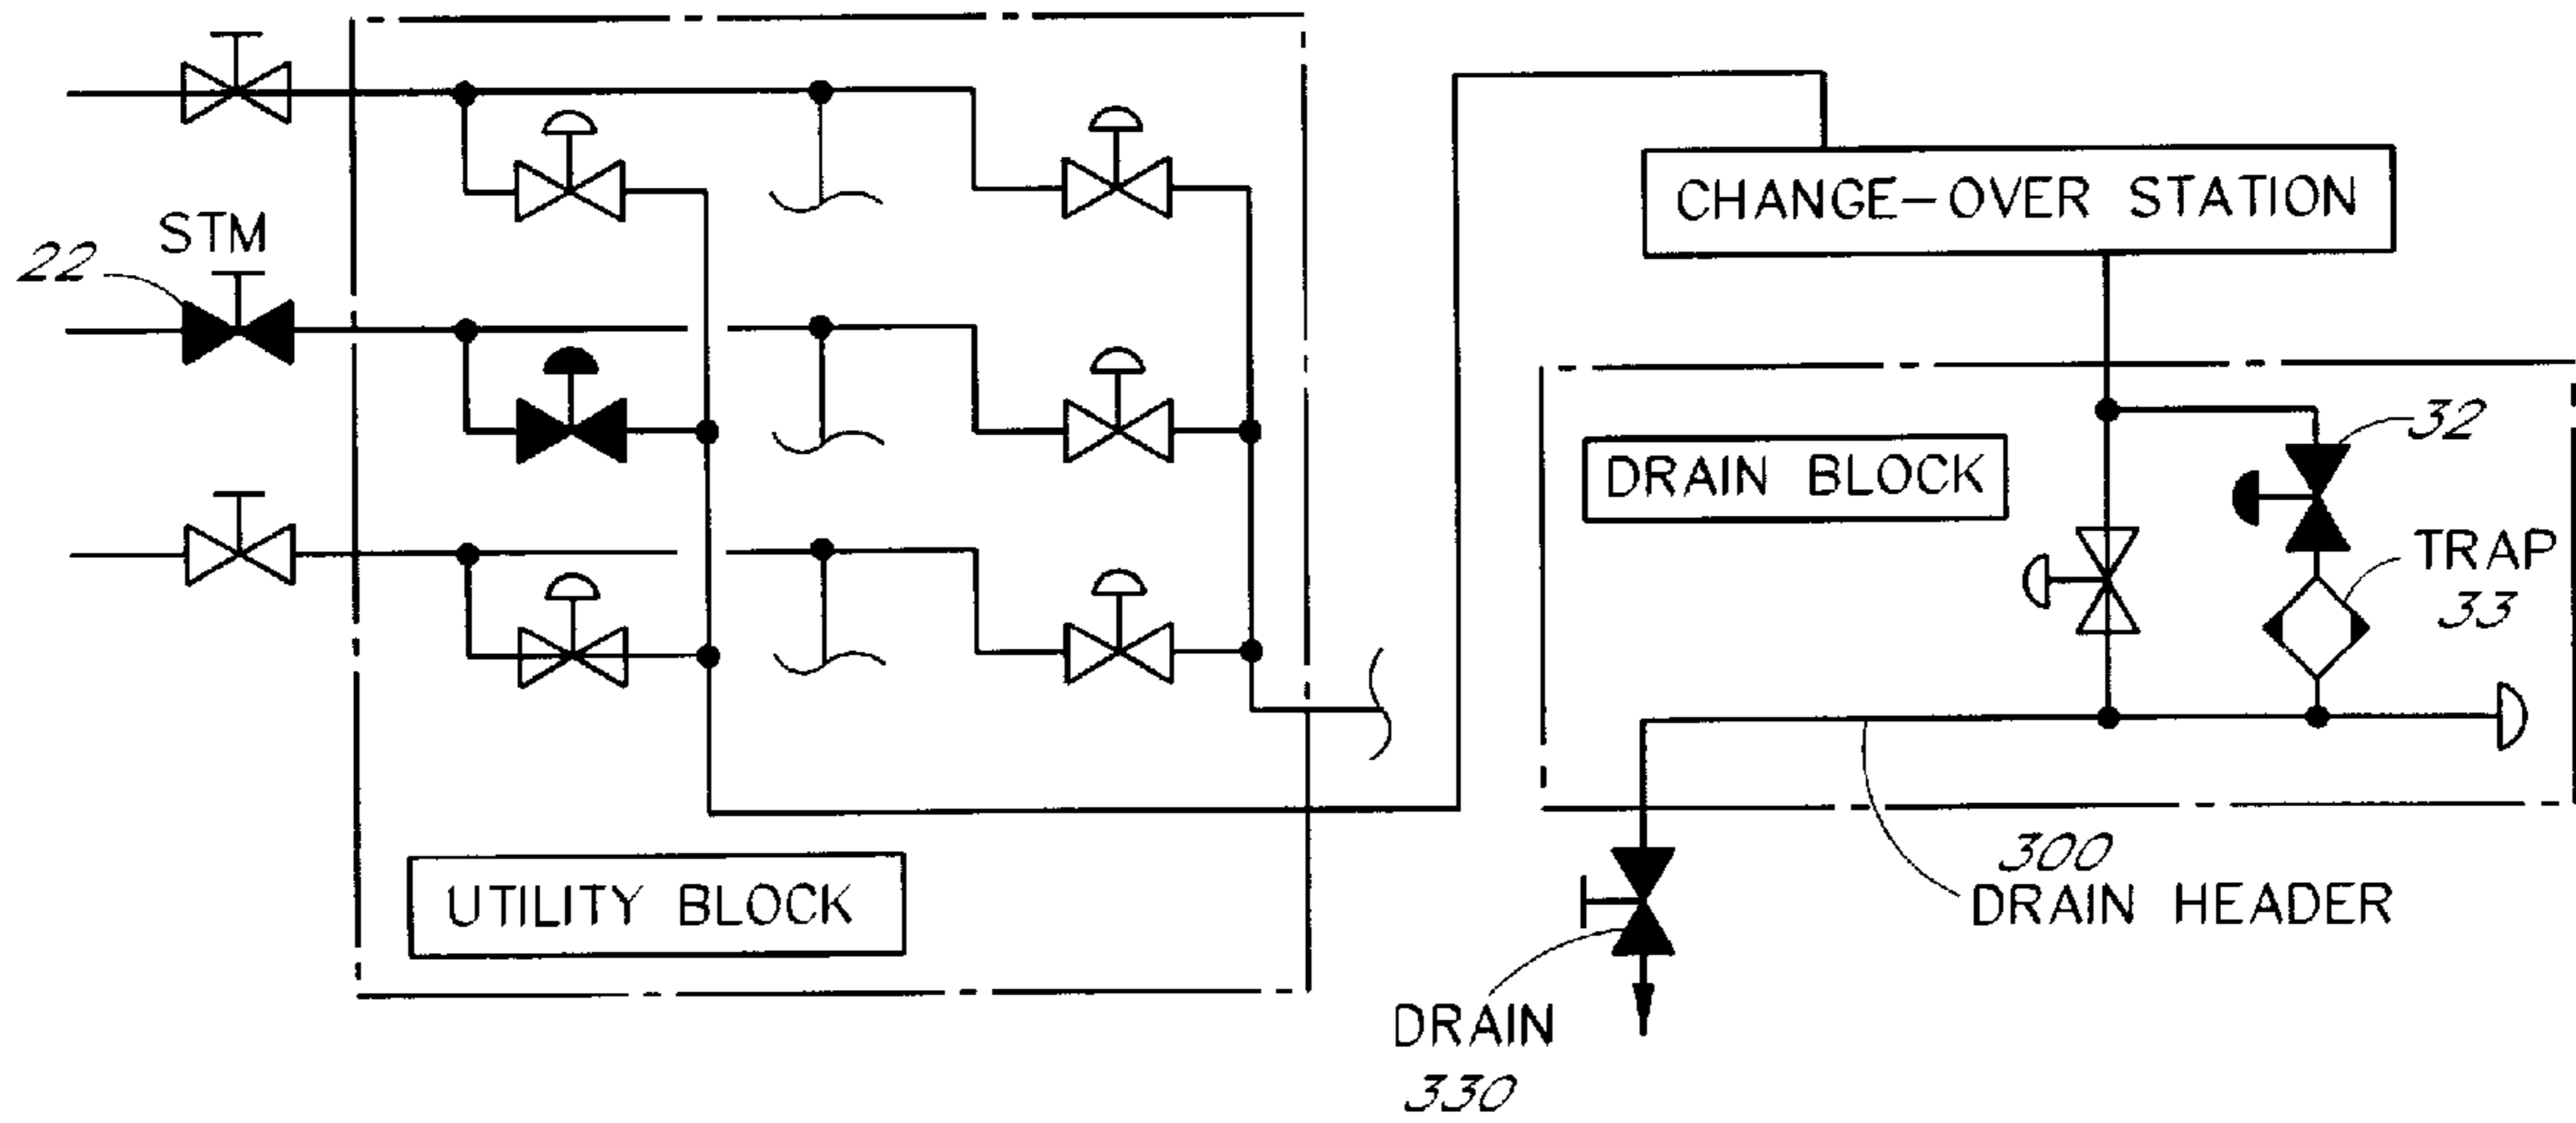 STM
22
CHANGE-OVER STATION
32
DRAIN BLOCK
TRAP
33
UTILITY BLOCK
300
DRAIN HEADER
DRAIN
330